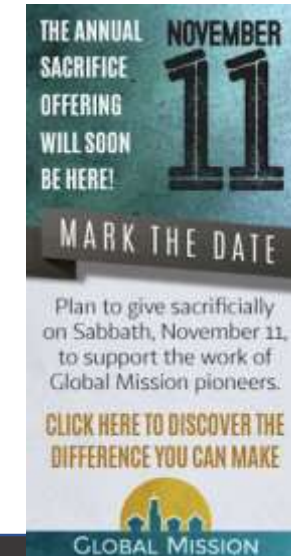 THE ANNUAL
SACRIFICE
OFFERING
WILL SOON
BE HERE!
NOVEMBER
11
MARK THE DATE
Plan to give sacrificially
on Sabbath, November 11,
to support the work of
Global Mission pioneers.
CLICK HERE TO DISCOVER THE
DIFFERENCE YOU CAN MAKE
GLOBAL MISSION